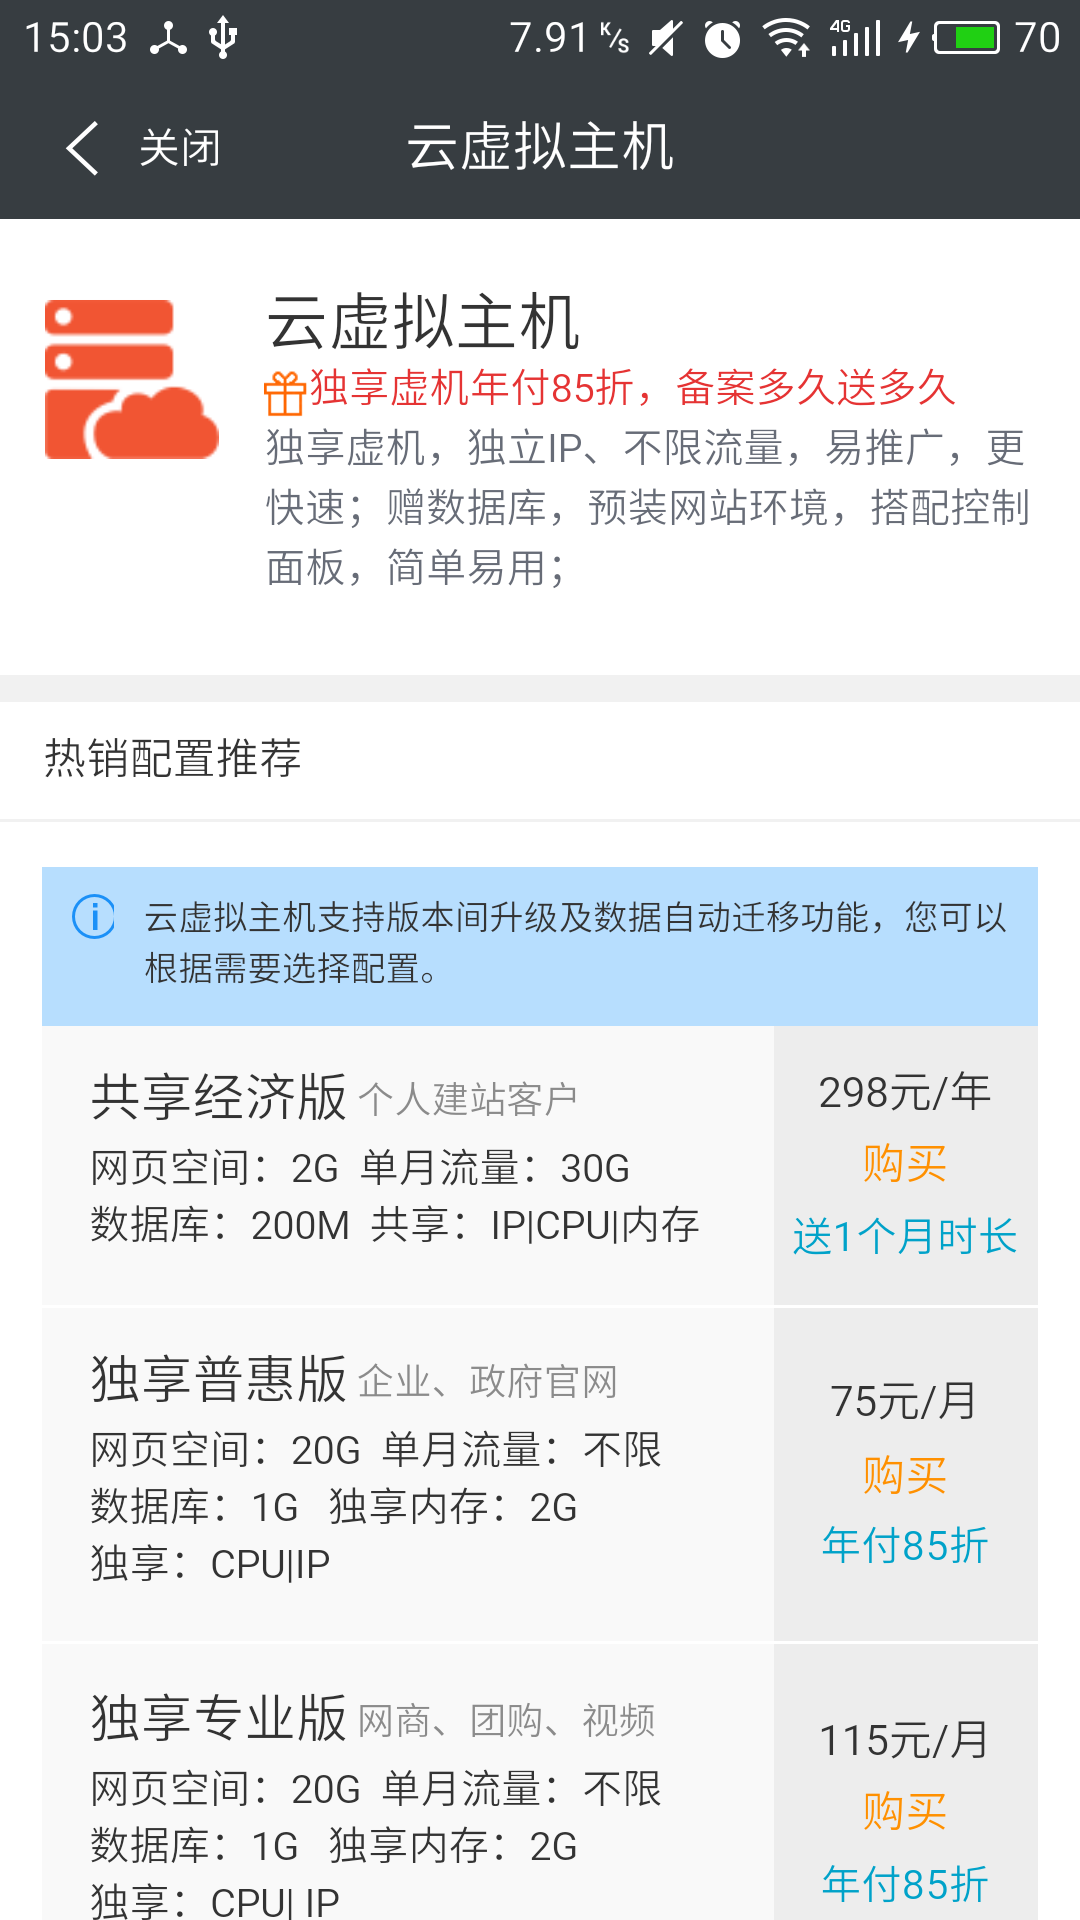 15:03 7.91 K/s 4G 70
关闭 云虚拟主机
云虚拟主机
独享虚机年付85折，备案多久送多久
独享虚机，独立IP、不限流量，易推广，更
快速；赠数据库，预装网站环境，搭配控制
面板，简单易用；
热销配置推荐
云虚拟主机支持版本间升级及数据自动迁移功能，您可以
根据需要选择配置。
共享经济版 个人建站客户
网页空间：2G 单月流量：30G
数据库：200M 共享：IP|CPU|内存
298元/年
购买
送1个月时长
独享普惠版 企业、政府官网
网页空间：20G 单月流量：不限
数据库：1G 独享内存：2G
独享：CPU|IP
75元/月
购买
年付85折
独享专业版 网商、团购、视频
网页空间：20G 单月流量：不限
数据库：1G 独享内存：2G
独享：CPU| IP
115元/月
购买
年付85折